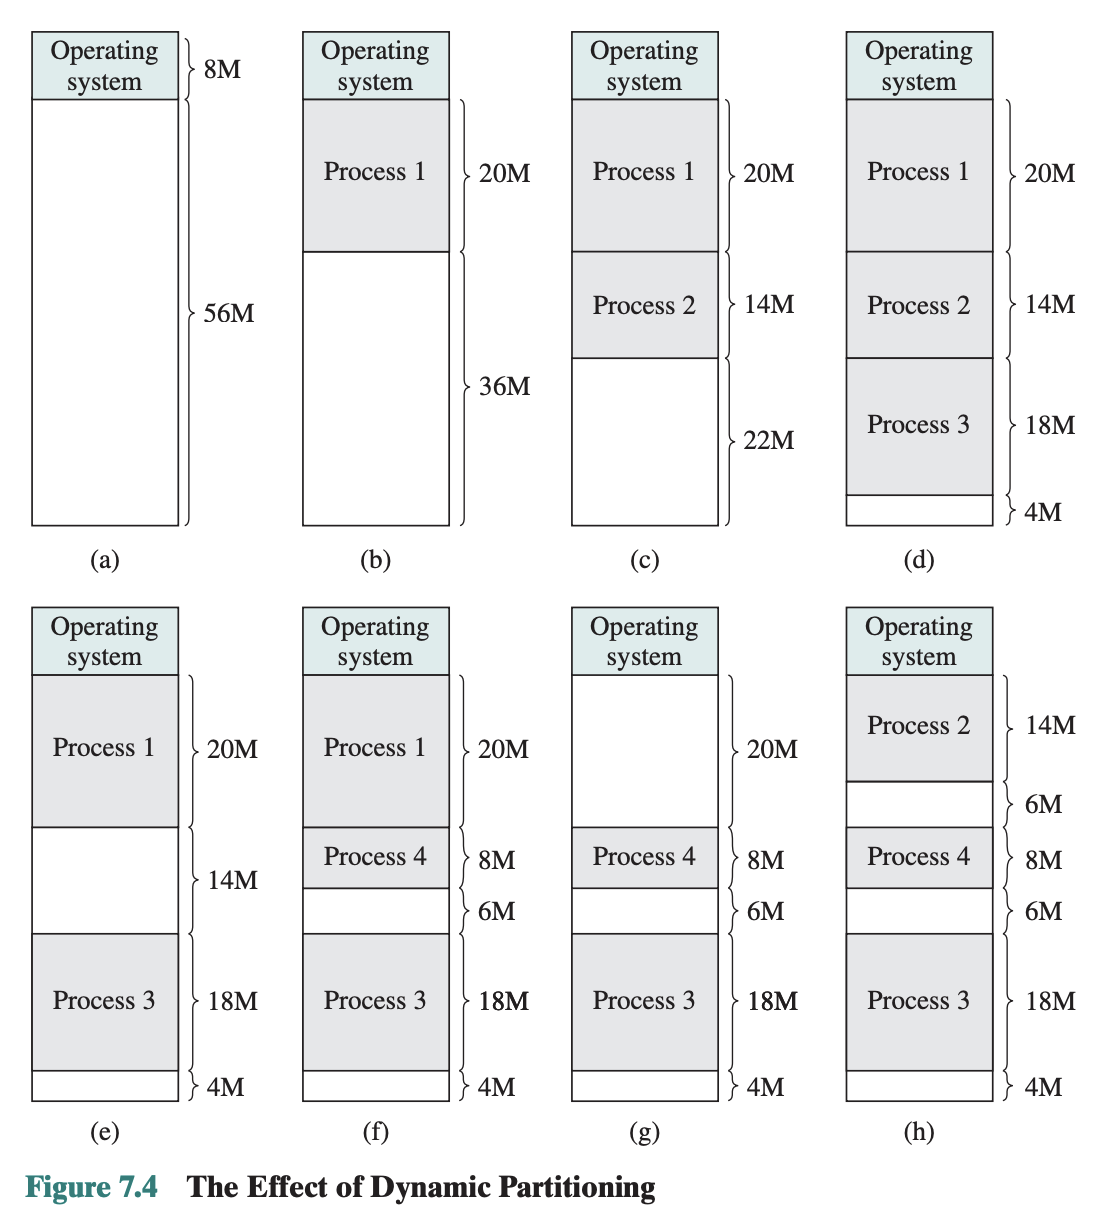 Operating
system
8M
56M
(a)
Operating
system
Process 1
20M
36M
(b)
Operating
system
Process 1
20M
Process 2
14M
22M
(c)
Operating
system
Process 1
20M
Process 2
14M
Process 3
18M
4M
(d)
Operating
system
Process 1
20M
14M
Process 3
18M
4M
(e)
Operating
system
Process 1
20M
Process 4
8M
6M
Process 3
18M
4M
(f)
Operating
system
20M
Process 4
8M
6M
Process 3
18M
4M
(g)
Operating
system
Process 2
14M
6M
Process 4
8M
6M
Process 3
18M
4M
(h)
Figure 7.4 The Effect of Dynamic Partitioning